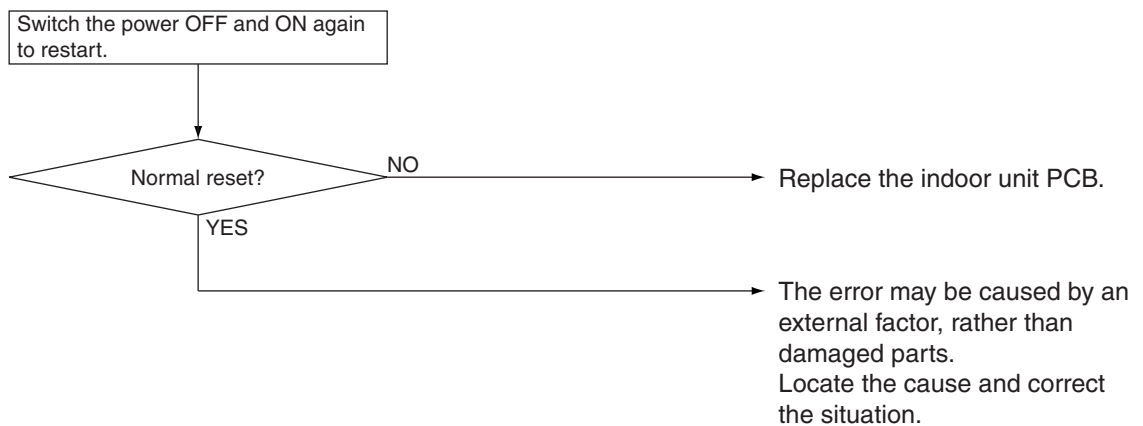 Switch the power OFF and ON again
to restart.
Normal reset?
NO
Replace the indoor unit PCB.
YES
The error may be caused by an
external factor, rather than
damaged parts.
Locate the cause and correct
the situation.